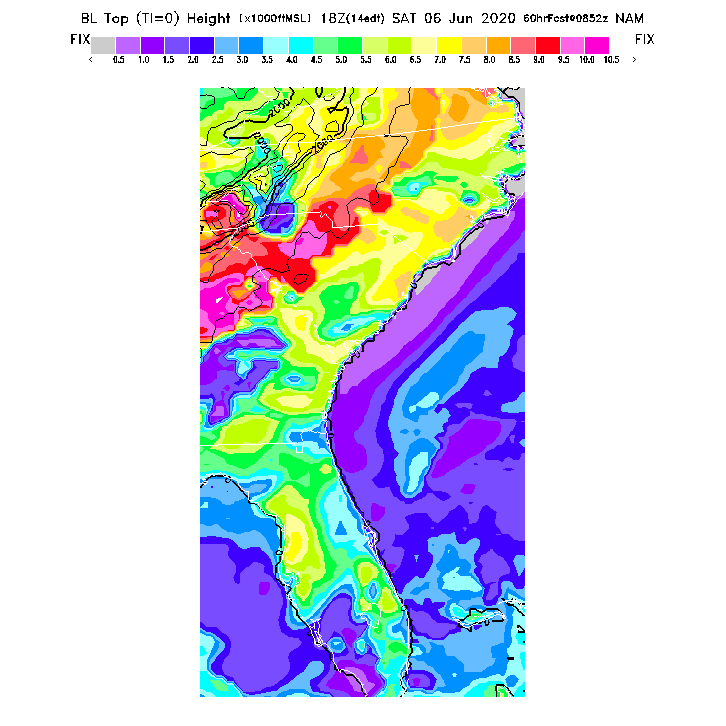 BL Top (TI=0) Height [x1000ftMSL] 18Z(14edt) SAT 06 Jun 2020 60hrFcst@0852z NAM
FIX FIX
< 0.5 1.0 1.5 2.0 2.5 3.0 3.5 4.0 4.5 5.0 5.5 6.0 6.5 7.0 7.5 8.0 8.5 9.0 9.5 10.0 10.5 >
2000
2000
2000